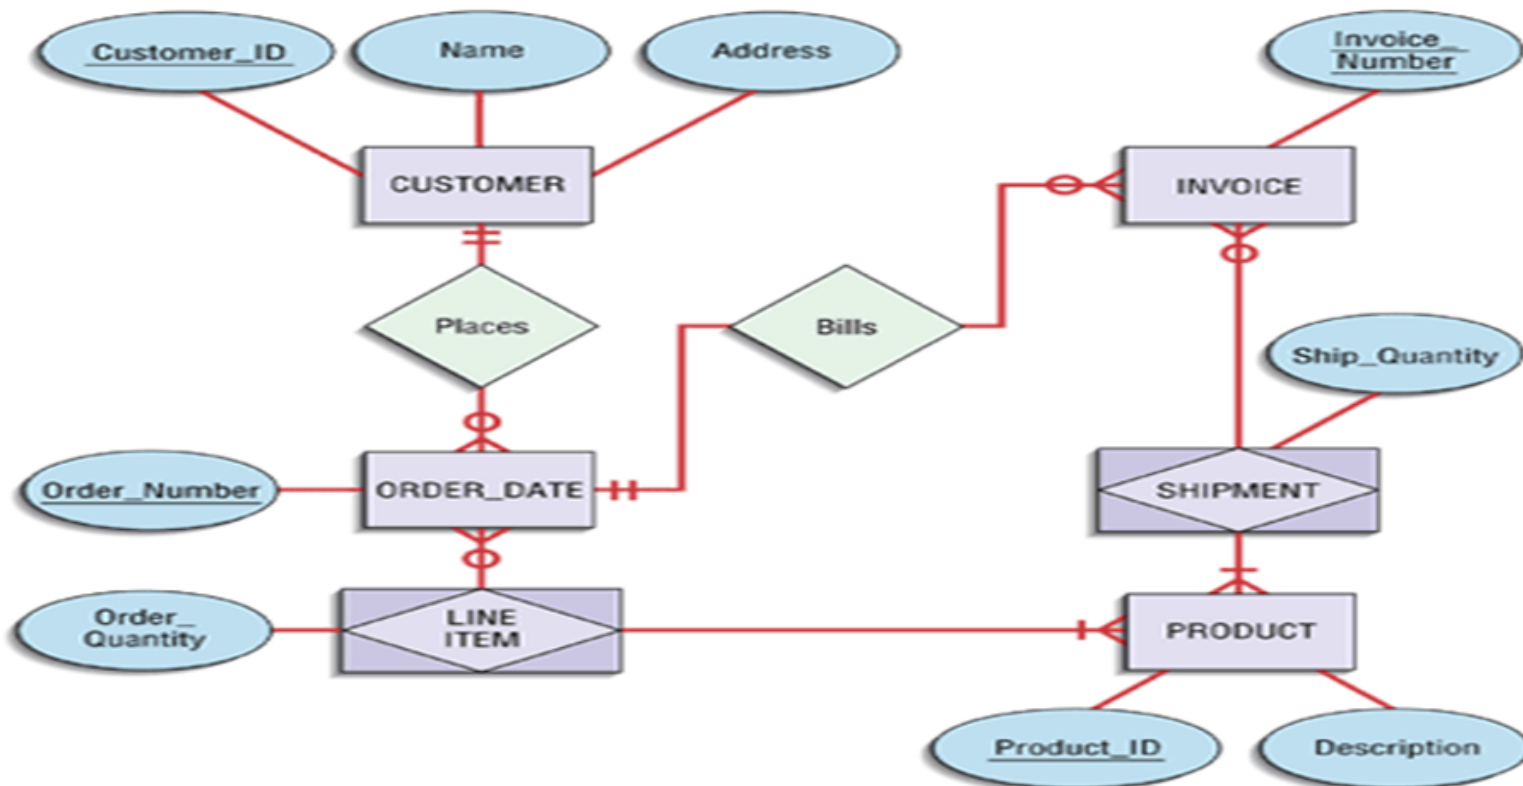 Customer_ID
Name
Address
Invoice_
Number
CUSTOMER
INVOICE
Places
Bills
Ship_Quantity
Order_Number
ORDER_DATE
SHIPMENT
Order_
Quantity
LINE
ITEM
PRODUCT
Product_ID
Description